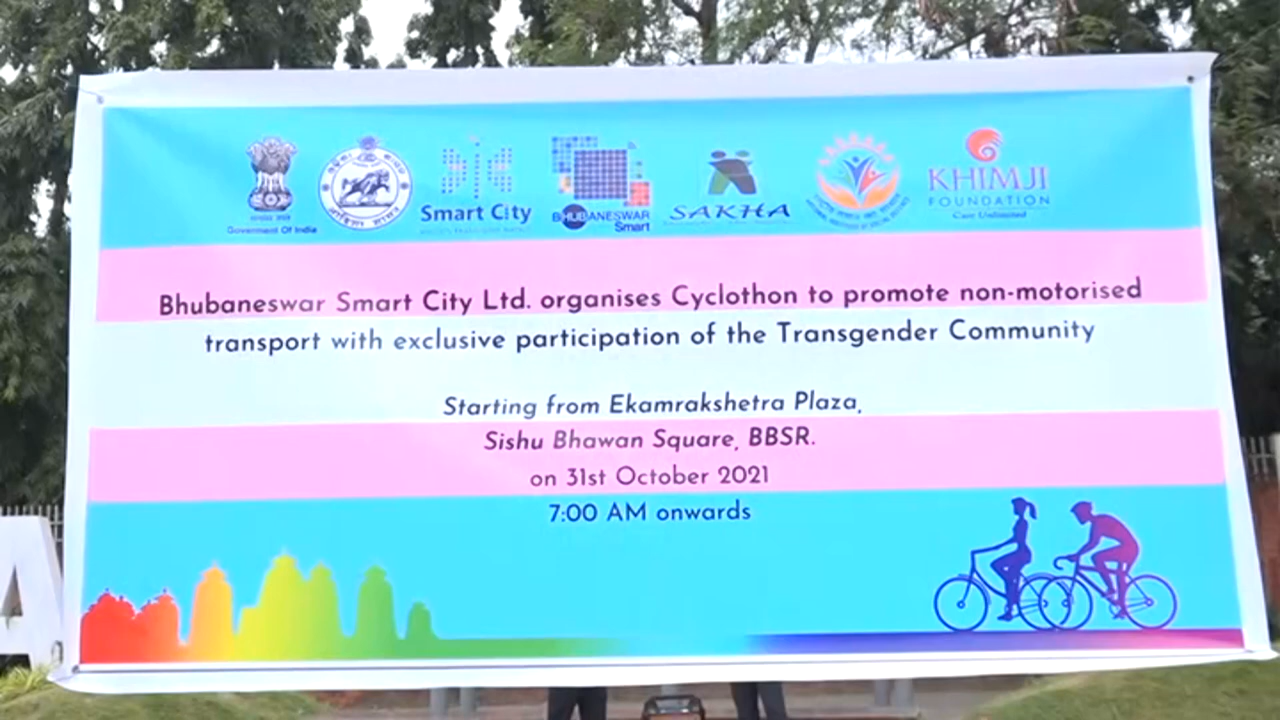 Government Of India
Smart City
BHUBANESWAR
Smart
SAKHA
KHIMJI
FOUNDATION
Care Unlimited
Bhubaneswar Smart City Ltd. organises Cyclothon to promote non-motorised
transport with exclusive participation of the Transgender Community
Starting from Ekamrakshetra Plaza,
Sishu Bhawan Square, BBSR.
on 31st October 2021
7:00 AM onwards
A